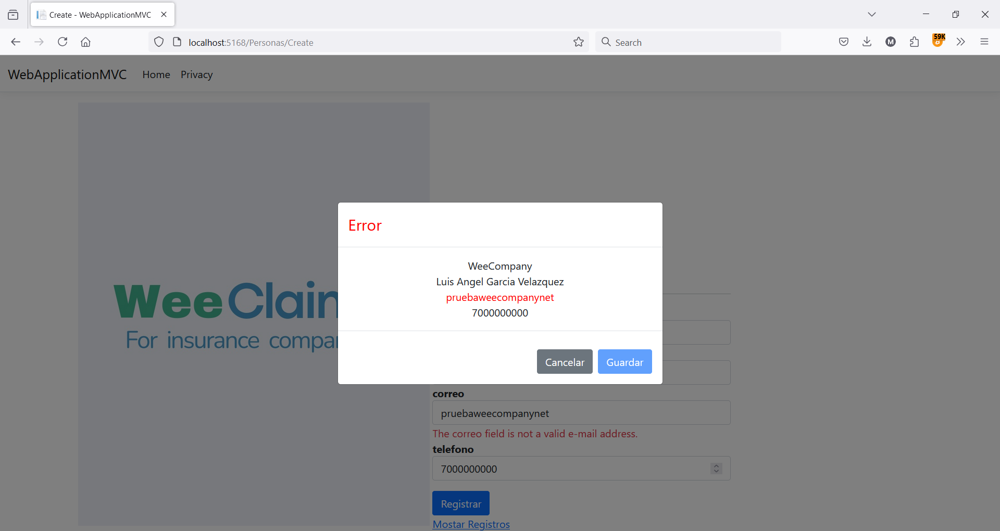 Create - WebApplicationMVC
localhost:5168/Personas/Create
Search
M
59K
WebApplicationMVC
Home
Privacy
WeeClaim
For insurance compa
Error
WeeCompany
Luis Angel Garcia Velazquez
pruebaweecompanynet
7000000000
Cancelar
Guardar
correo
pruebaweecompanynet
The correo field is not a valid e-mail address.
telefono
7000000000
Registrar
Mostar Registros